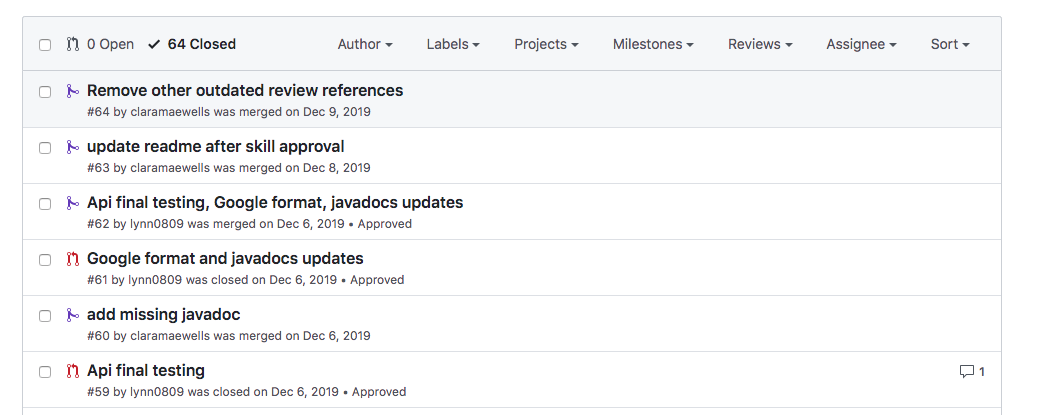 0 Open 64 Closed Author Labels Projects Milestones Reviews Assignee Sort
Remove other outdated review references
#64 by claramaewells was merged on Dec 9, 2019
update readme after skill approval
#63 by claramaewells was merged on Dec 8, 2019
Api final testing, Google format, javadocs updates
#62 by lynn0809 was merged on Dec 6, 2019 • Approved
Google format and javadocs updates
#61 by lynn0809 was closed on Dec 6, 2019 • Approved
add missing javadoc
#60 by claramaewells was merged on Dec 6, 2019
Api final testing 1
#59 by lynn0809 was closed on Dec 6, 2019 • Approved